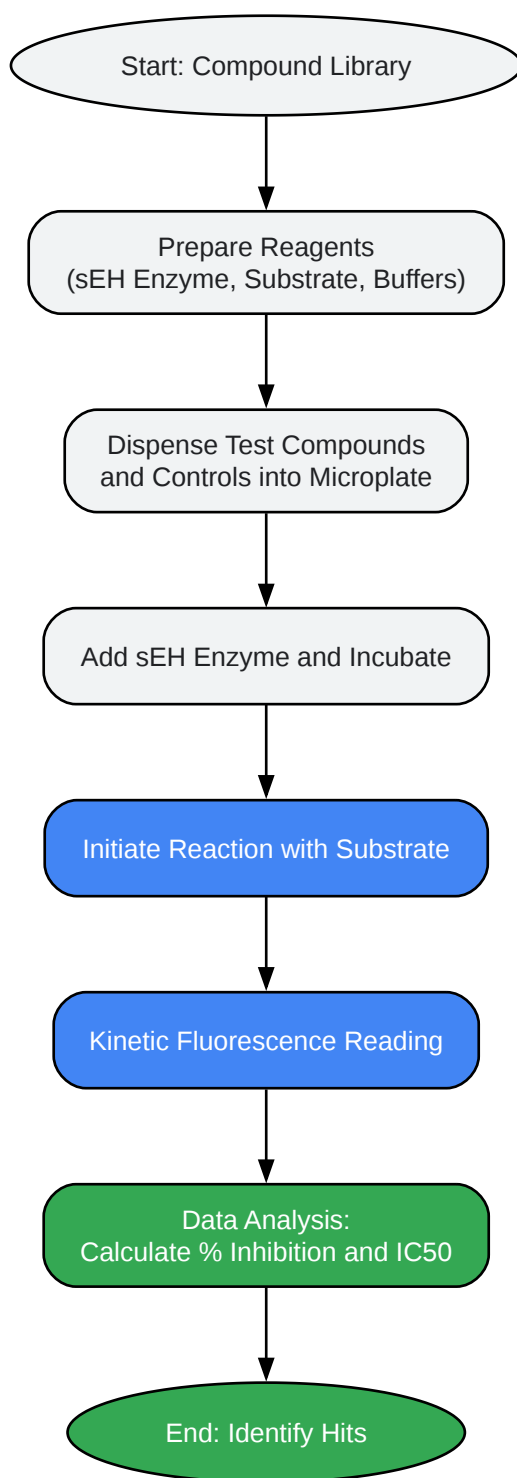 Start: Compound Library
Prepare Reagents
(sEH Enzyme, Substrate, Buffers)
Dispense Test Compounds
and Controls into Microplate
Add sEH Enzyme and Incubate
Initiate Reaction with Substrate
Kinetic Fluorescence Reading
Data Analysis:
Calculate % Inhibition and IC50
End: Identify Hits